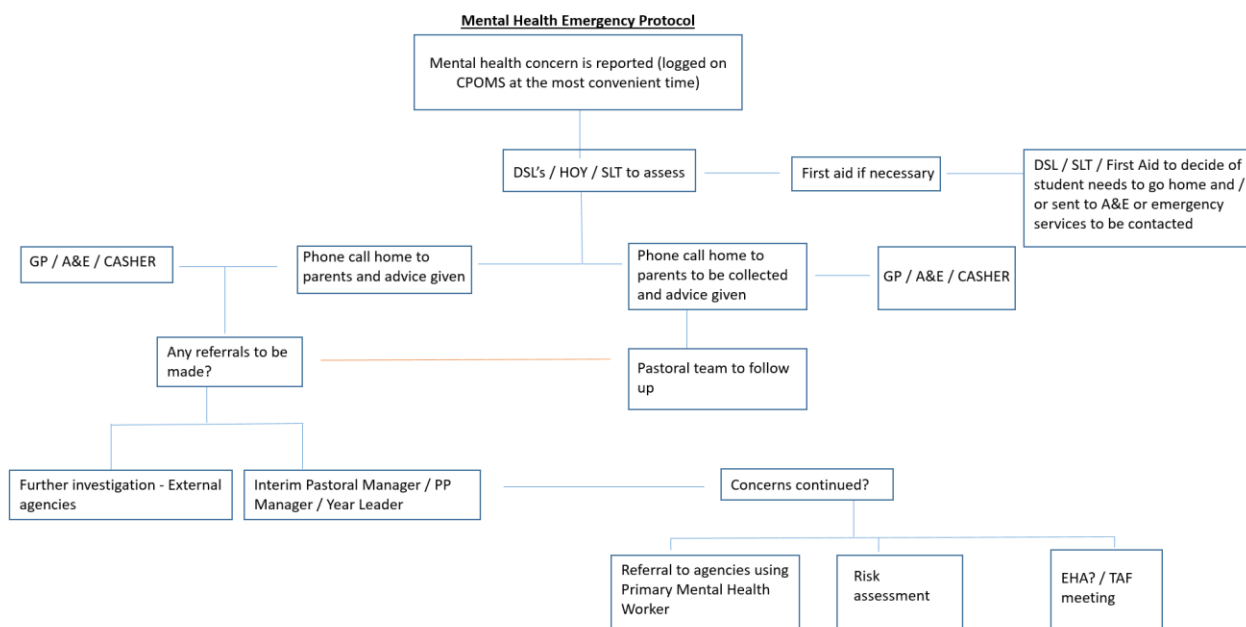 Mental Health Emergency Protocol
Mental health concern is reported (logged on
CPOMS at the most convenient time)
DSL's / HOY / SLT to assess
First aid if necessary
DSL / SLT / First Aid to decide of
student needs to go home and /
or sent to A&E or emergency
services to be contacted
GP / A&E / CASHER
Phone call home to
parents and advice given
Phone call home to
parents to be collected
and advice given
GP / A&E / CASHER
Any referrals to be
made?
Pastoral team to follow
up
Further investigation - External
agencies
Interim Pastoral Manager / PP
Manager / Year Leader
Concerns continued?
Referral to agencies using
Primary Mental Health
Worker
Risk
assessment
EHA? / TAF
meeting